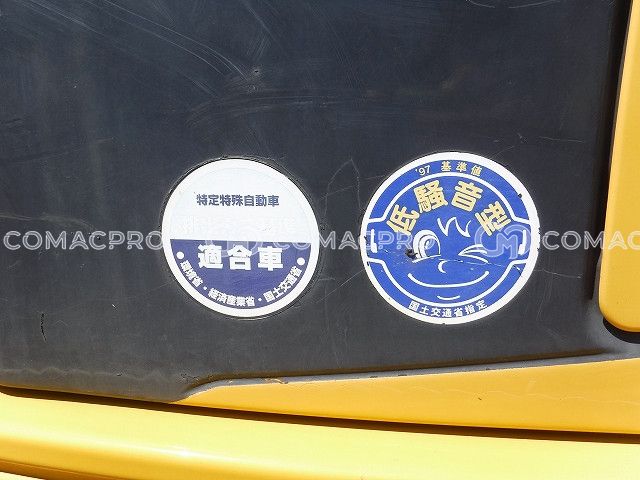 特定特殊自動車
適合車
・環境省・経済産業省・国土交通省・
'97 基準値
低騒音型
国土交通省指定
COMACPRO COMACPRO COMACPRO